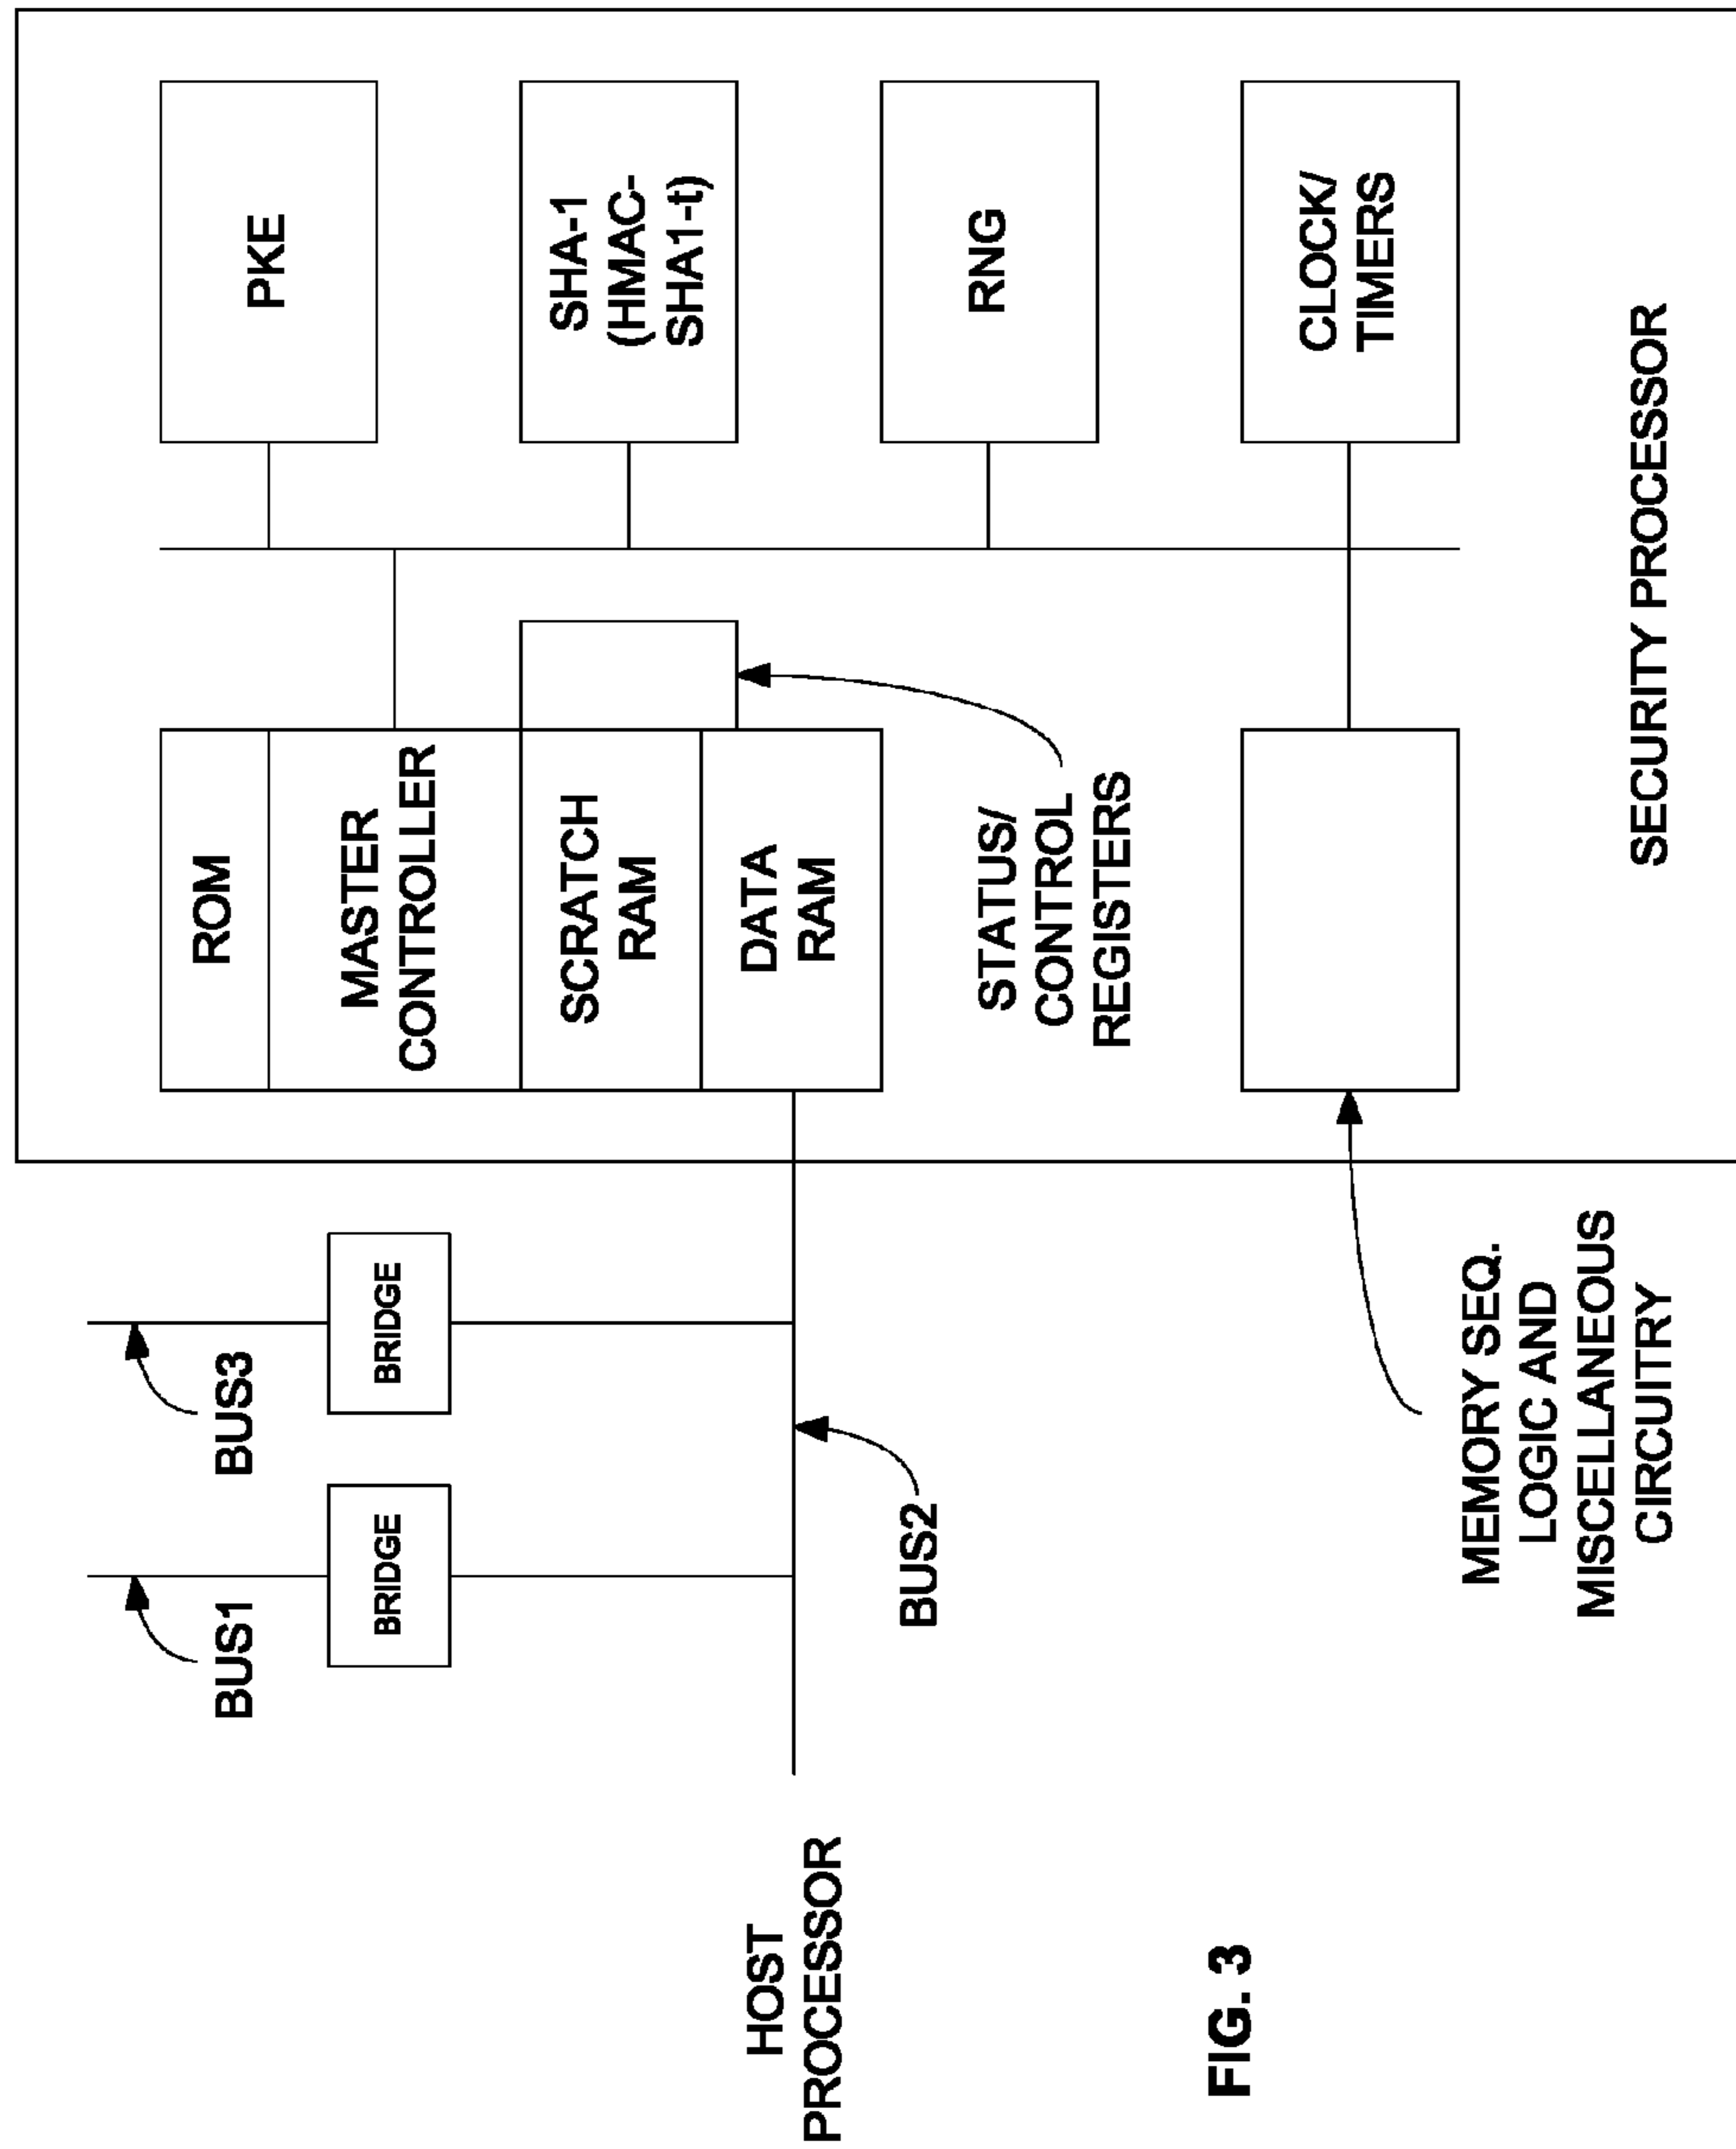 BUS1
BUS3
BRIDGE
BRIDGE
HOST
PROCESSOR
BUS2
ROM
MASTER
CONTROLLER
SCRATCH
RAM
DATA
RAM
STATUS/
CONTROL
REGISTERS
PKE
SHA-1
(HMAC-
SHA1-t)
RNG
CLOCK/
TIMERS
MEMORY SEQ.
LOGIC AND
MISCELLANEOUS
CIRCUITRY
SECURITY PROCESSOR
FIG. 3